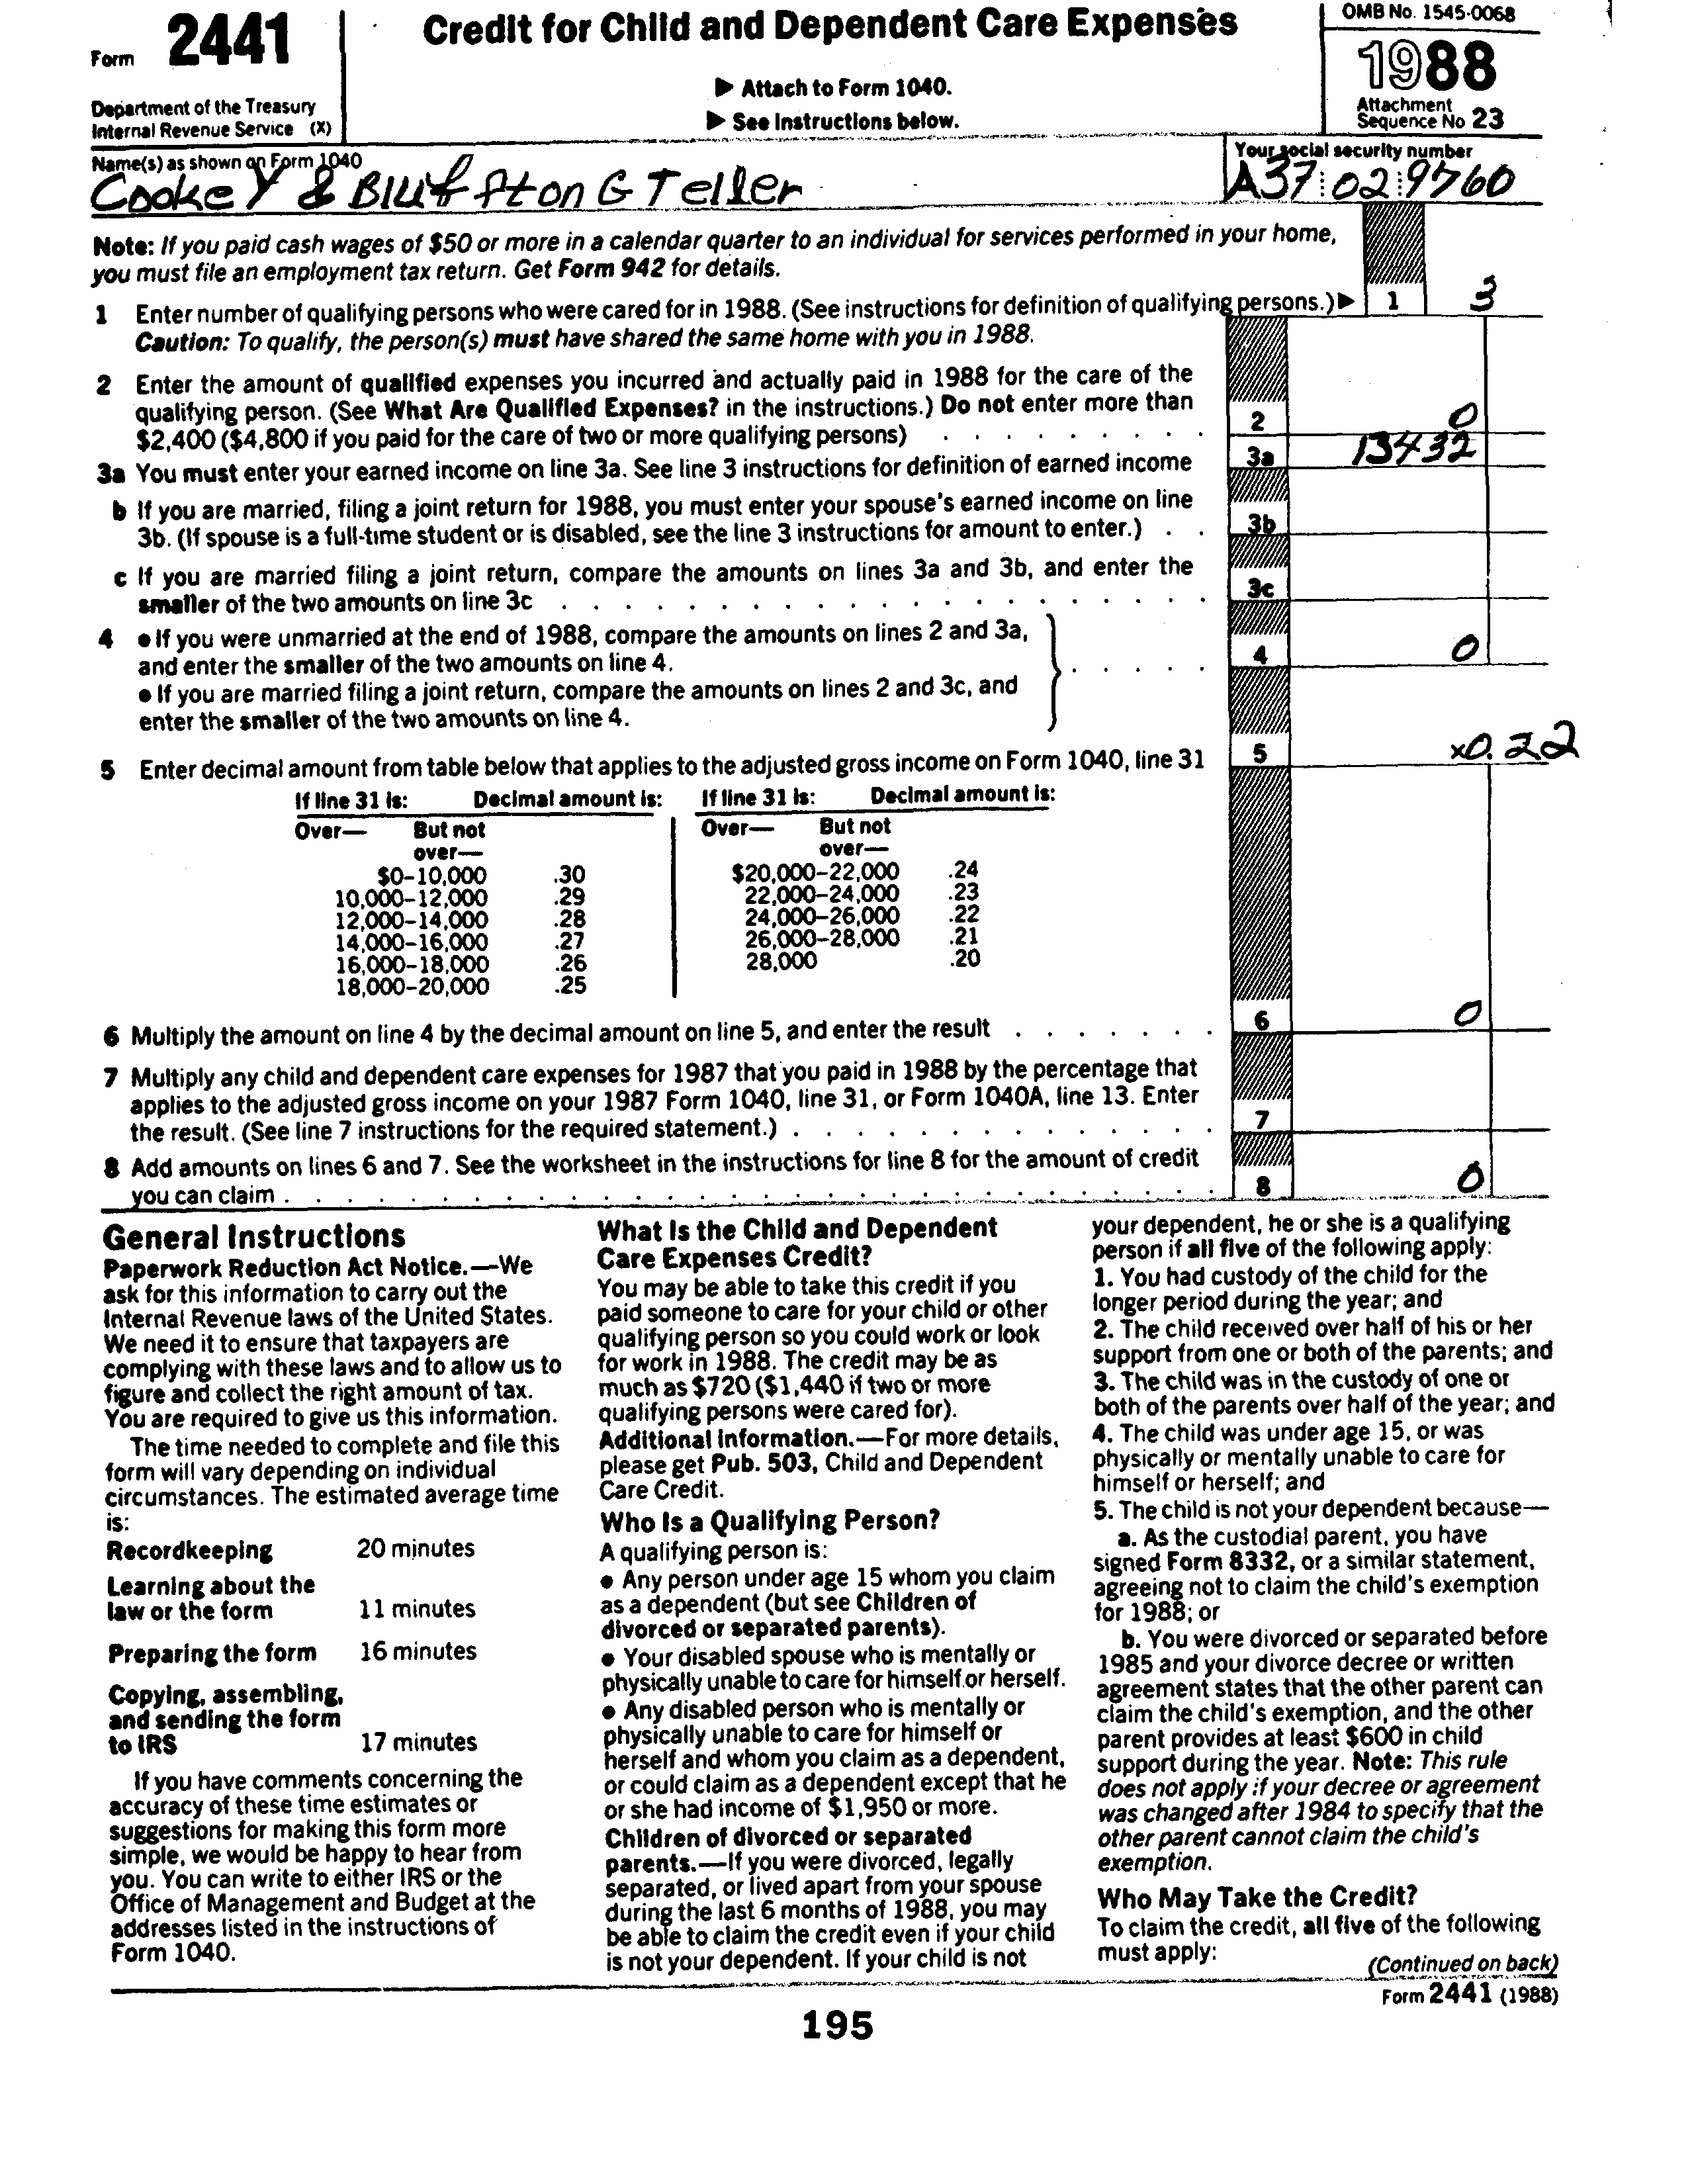 Form 2441
Department of the Treasury
Internal Revenue Service (X)
Credit for Child and Dependent Care Expenses
▶ Attach to Form 1040.
▶ See Instructions below.
OMB No. 1545-0068
1988
Attachment
Sequence No 23
Name(s) as shown on Form 1040
Your social security number
Cooke Y & Bluffton G Teller
A37:02:9760
Note: If you paid cash wages of $50 or more in a calendar quarter to an individual for services performed in your home,
you must file an employment tax return. Get Form 942 for details.
1 Enter number of qualifying persons who were cared for in 1988. (See instructions for definition of qualifying persons.)▶ 1 3
Caution: To qualify, the person(s) must have shared the same home with you in 1988.
2 Enter the amount of qualified expenses you incurred and actually paid in 1988 for the care of the
qualifying person. (See What Are Qualified Expenses? in the instructions.) Do not enter more than
$2,400 ($4,800 if you paid for the care of two or more qualifying persons) . . . . . . . . . 2 0
3a You must enter your earned income on line 3a. See line 3 instructions for definition of earned income 3a 13432
b If you are married, filing a joint return for 1988, you must enter your spouse's earned income on line
3b. (If spouse is a full-time student or is disabled, see the line 3 instructions for amount to enter.) . . 3b
c If you are married filing a joint return, compare the amounts on lines 3a and 3b, and enter the
smaller of the two amounts on line 3c . . . . . . . . . . . . . . . . . . . . . 3c
4 ● If you were unmarried at the end of 1988, compare the amounts on lines 2 and 3a,
and enter the smaller of the two amounts on line 4. . . . . . 4 0
● If you are married filing a joint return, compare the amounts on lines 2 and 3c, and
enter the smaller of the two amounts on line 4.
5 Enter decimal amount from table below that applies to the adjusted gross income on Form 1040, line 31 5 x0.22
If line 31 is: Decimal amount is: If line 31 is: Decimal amount is:
Over— But not Over— But not
over— over—
$0–10,000 .30 $20,000–22,000 .24
10,000–12,000 .29 22,000–24,000 .23
12,000–14,000 .28 24,000–26,000 .22
14,000–16,000 .27 26,000–28,000 .21
16,000–18,000 .26 28,000 .20
18,000–20,000 .25
6 Multiply the amount on line 4 by the decimal amount on line 5, and enter the result . . . . . . . 6 0
7 Multiply any child and dependent care expenses for 1987 that you paid in 1988 by the percentage that
applies to the adjusted gross income on your 1987 Form 1040, line 31, or Form 1040A, line 13. Enter
the result. (See line 7 instructions for the required statement.) . . . . . . . . . . . . . . 7
8 Add amounts on lines 6 and 7. See the worksheet in the instructions for line 8 for the amount of credit
you can claim . . . . . . . . . . . . . . . . . . . . . . . . . . . . . 8 0
General Instructions
Paperwork Reduction Act Notice.—We
ask for this information to carry out the
Internal Revenue laws of the United States.
We need it to ensure that taxpayers are
complying with these laws and to allow us to
figure and collect the right amount of tax.
You are required to give us this information.
The time needed to complete and file this
form will vary depending on individual
circumstances. The estimated average time
is:
Recordkeeping 20 minutes
Learning about the
law or the form 11 minutes
Preparing the form 16 minutes
Copying, assembling,
and sending the form
to IRS 17 minutes
If you have comments concerning the
accuracy of these time estimates or
suggestions for making this form more
simple, we would be happy to hear from
you. You can write to either IRS or the
Office of Management and Budget at the
addresses listed in the instructions of
Form 1040.
What Is the Child and Dependent
Care Expenses Credit?
You may be able to take this credit if you
paid someone to care for your child or other
qualifying person so you could work or look
for work in 1988. The credit may be as
much as $720 ($1,440 if two or more
qualifying persons were cared for).
Additional Information.—For more details,
please get Pub. 503, Child and Dependent
Care Credit.
Who Is a Qualifying Person?
A qualifying person is:
● Any person under age 15 whom you claim
as a dependent (but see Children of
divorced or separated parents).
● Your disabled spouse who is mentally or
physically unable to care for himself or herself.
● Any disabled person who is mentally or
physically unable to care for himself or
herself and whom you claim as a dependent,
or could claim as a dependent except that he
or she had income of $1,950 or more.
Children of divorced or separated
parents.—If you were divorced, legally
separated, or lived apart from your spouse
during the last 6 months of 1988, you may
be able to claim the credit even if your child
is not your dependent. If your child is not
your dependent, he or she is a qualifying
person if all five of the following apply:
1. You had custody of the child for the
longer period during the year; and
2. The child received over half of his or her
support from one or both of the parents; and
3. The child was in the custody of one or
both of the parents over half of the year; and
4. The child was under age 15, or was
physically or mentally unable to care for
himself or herself; and
5. The child is not your dependent because—
a. As the custodial parent, you have
signed Form 8332, or a similar statement,
agreeing not to claim the child's exemption
for 1988; or
b. You were divorced or separated before
1985 and your divorce decree or written
agreement states that the other parent can
claim the child's exemption, and the other
parent provides at least $600 in child
support during the year. Note: This rule
does not apply if your decree or agreement
was changed after 1984 to specify that the
other parent cannot claim the child's
exemption.
Who May Take the Credit?
To claim the credit, all five of the following
must apply:
(Continued on back)
Form 2441 (1988)
195